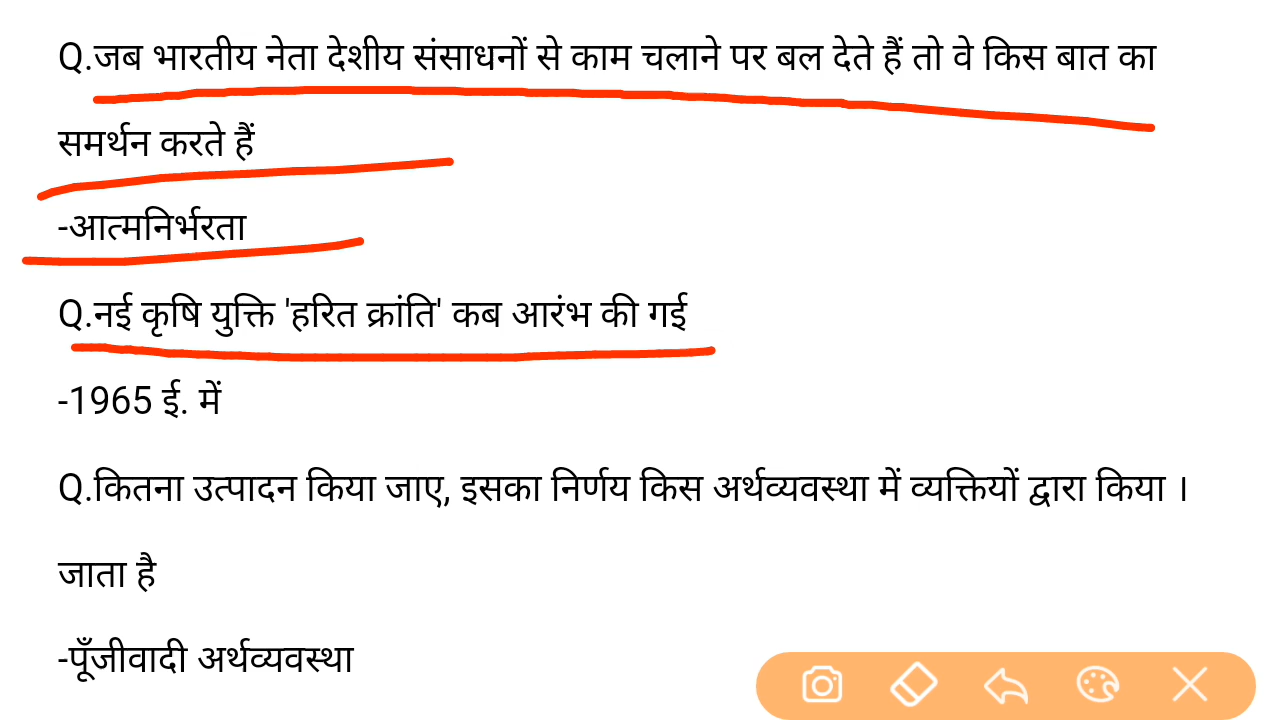 Q.जब भारतीय नेता देशीय संसाधनों से काम चलाने पर बल देते हैं तो वे किस बात का
समर्थन करते हैं
-आत्मनिर्भरता
Q.नई कृषि युक्ति 'हरित क्रांति' कब आरंभ की गई
-1965 ई. में
Q.कितना उत्पादन किया जाए, इसका निर्णय किस अर्थव्यवस्था में व्यक्तियों द्वारा किया ।
जाता है
-पूँजीवादी अर्थव्यवस्था